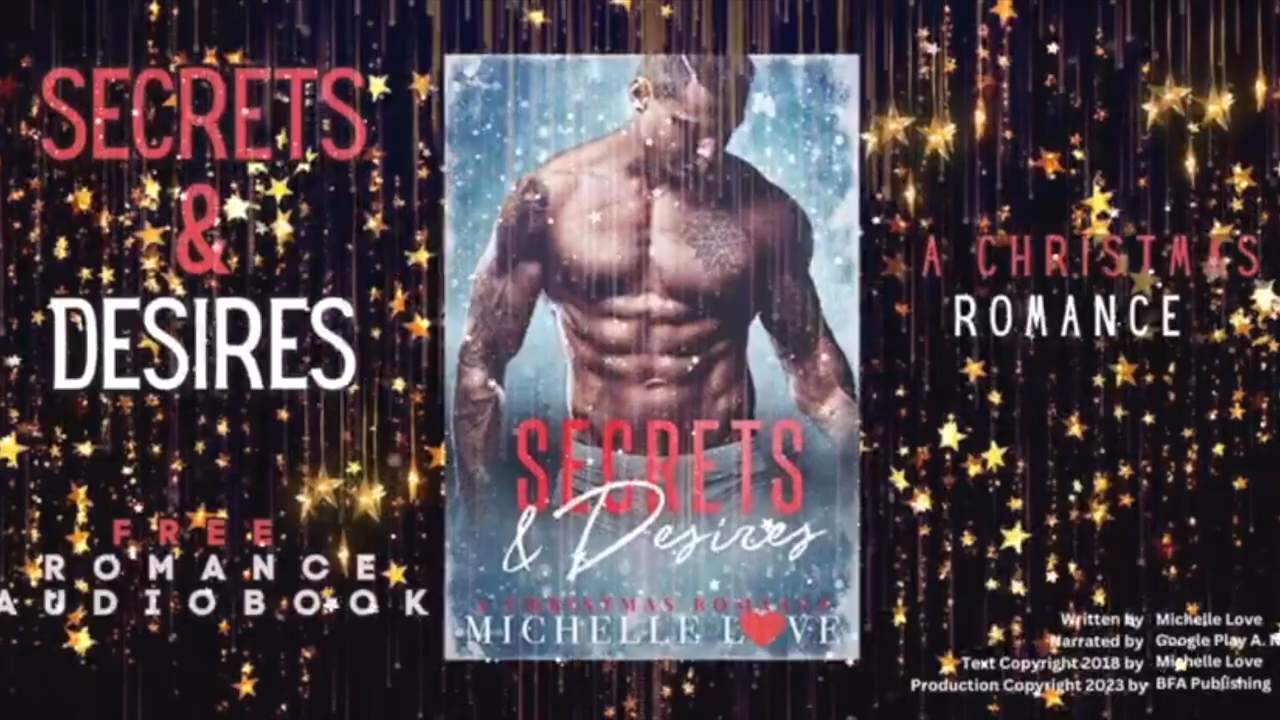 SECRETS
&
DESIRES
FREE
ROMANCE
AUDIOBOOK
SECRETS
& Desires
A CHRISTMAS ROMANCE
MICHELLE LOVE
A CHRISTMAS
ROMANCE
Written by Michelle Love
Narrated by Google Play A. N
Text Copyright 2018 by Michelle Love
Production Copyright 2023 by BFA Publishing